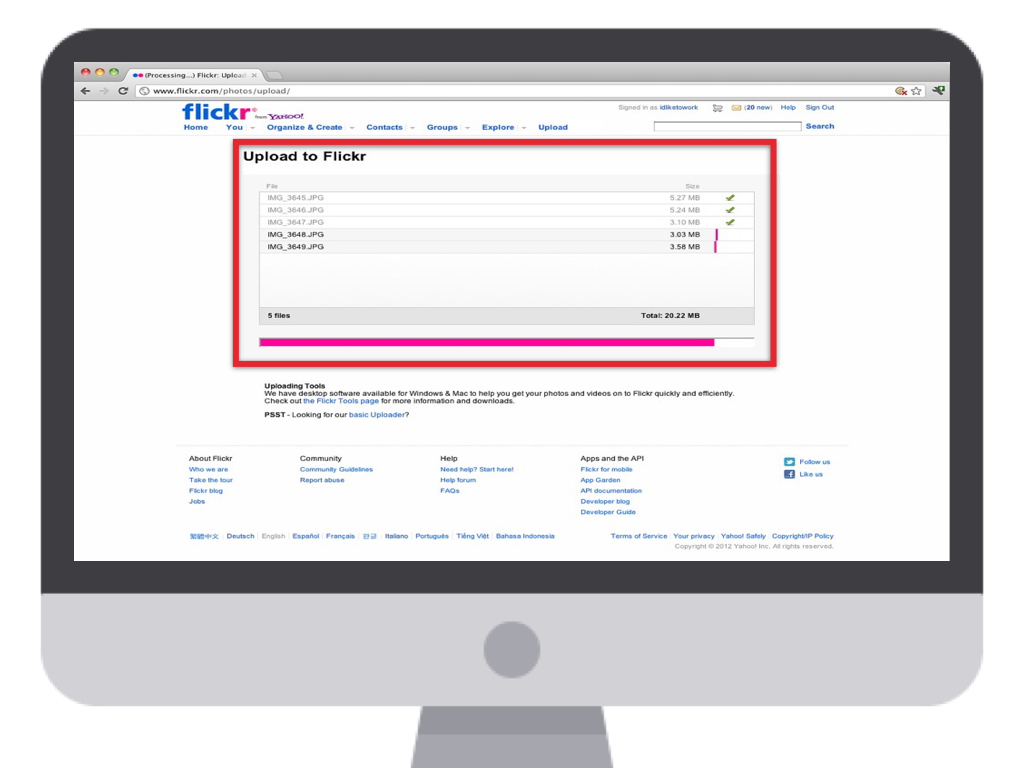 (Processing...) Flickr: Upload
www.flickr.com/photos/upload/
flickr® from YAHOO!
Signed in as idliketowork (20 new) Help Sign Out
Home You Organize & Create Contacts Groups Explore Upload Search
Upload to Flickr
File Size
IMG_3645.JPG 5.27 MB
IMG_3646.JPG 5.24 MB
IMG_3647.JPG 3.10 MB
IMG_3648.JPG 3.03 MB
IMG_3649.JPG 3.58 MB
5 files Total: 20.22 MB
Uploading Tools
We have desktop software available for Windows & Mac to help you get your photos and videos on to Flickr quickly and efficiently.
Check out the Flickr Tools page for more information and downloads.
PSST - Looking for our basic Uploader?
About Flickr Community Help Apps and the API
Who we are Community Guidelines Need help? Start here! Flickr for mobile Follow us
Take the tour Report abuse Help forum App Garden Like us
Flickr blog FAQs API documentation
Jobs Developer blog
Developer Guide
繁體中文 Deutsch English Español Français 한글 Italiano Português Tiếng Việt Bahasa Indonesia Terms of Service Your privacy Yahoo! Safely Copyright/IP Policy
Copyright © 2012 Yahoo! Inc. All rights reserved.